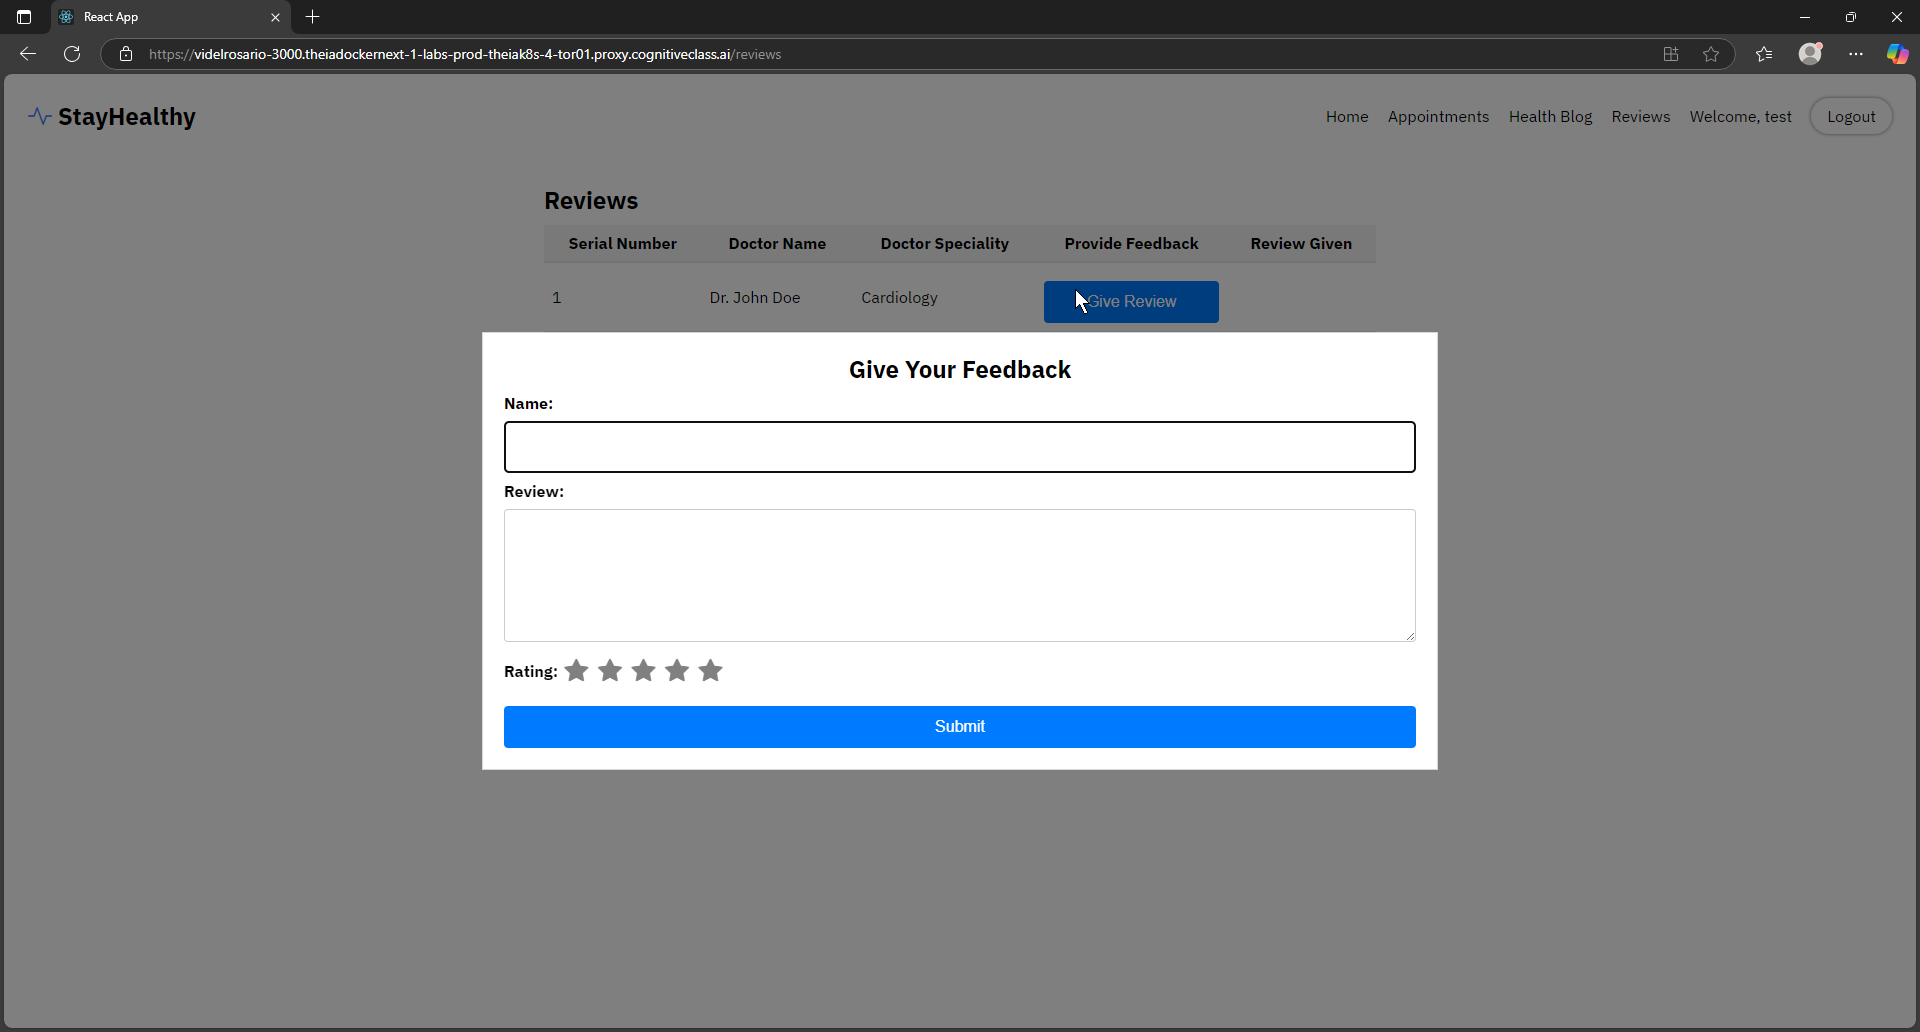 React App
https://videlrosario-3000.theiadockernext-1-labs-prod-theiak8s-4-tor01.proxy.cognitiveclass.ai/reviews
StayHealthy
Home Appointments Health Blog Reviews Welcome, test Logout
Reviews
Serial Number Doctor Name Doctor Speciality Provide Feedback Review Given
1 Dr. John Doe Cardiology Give Review
Give Your Feedback
Name:
Review:
Rating:
Submit